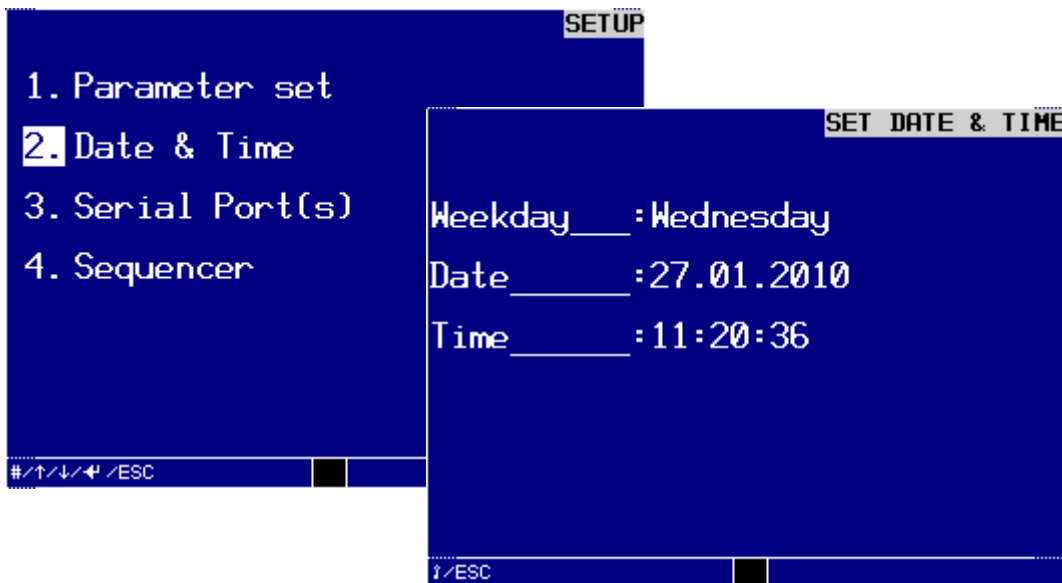 SETUP
1. Parameter set
2. Date & Time
3. Serial Port(s)
4. Sequencer
#/↑/↓/↵ /ESC
SET DATE & TIME
Weekday___:Wednesday
Date______:27.01.2010
Time______:11:20:36
↕/ESC